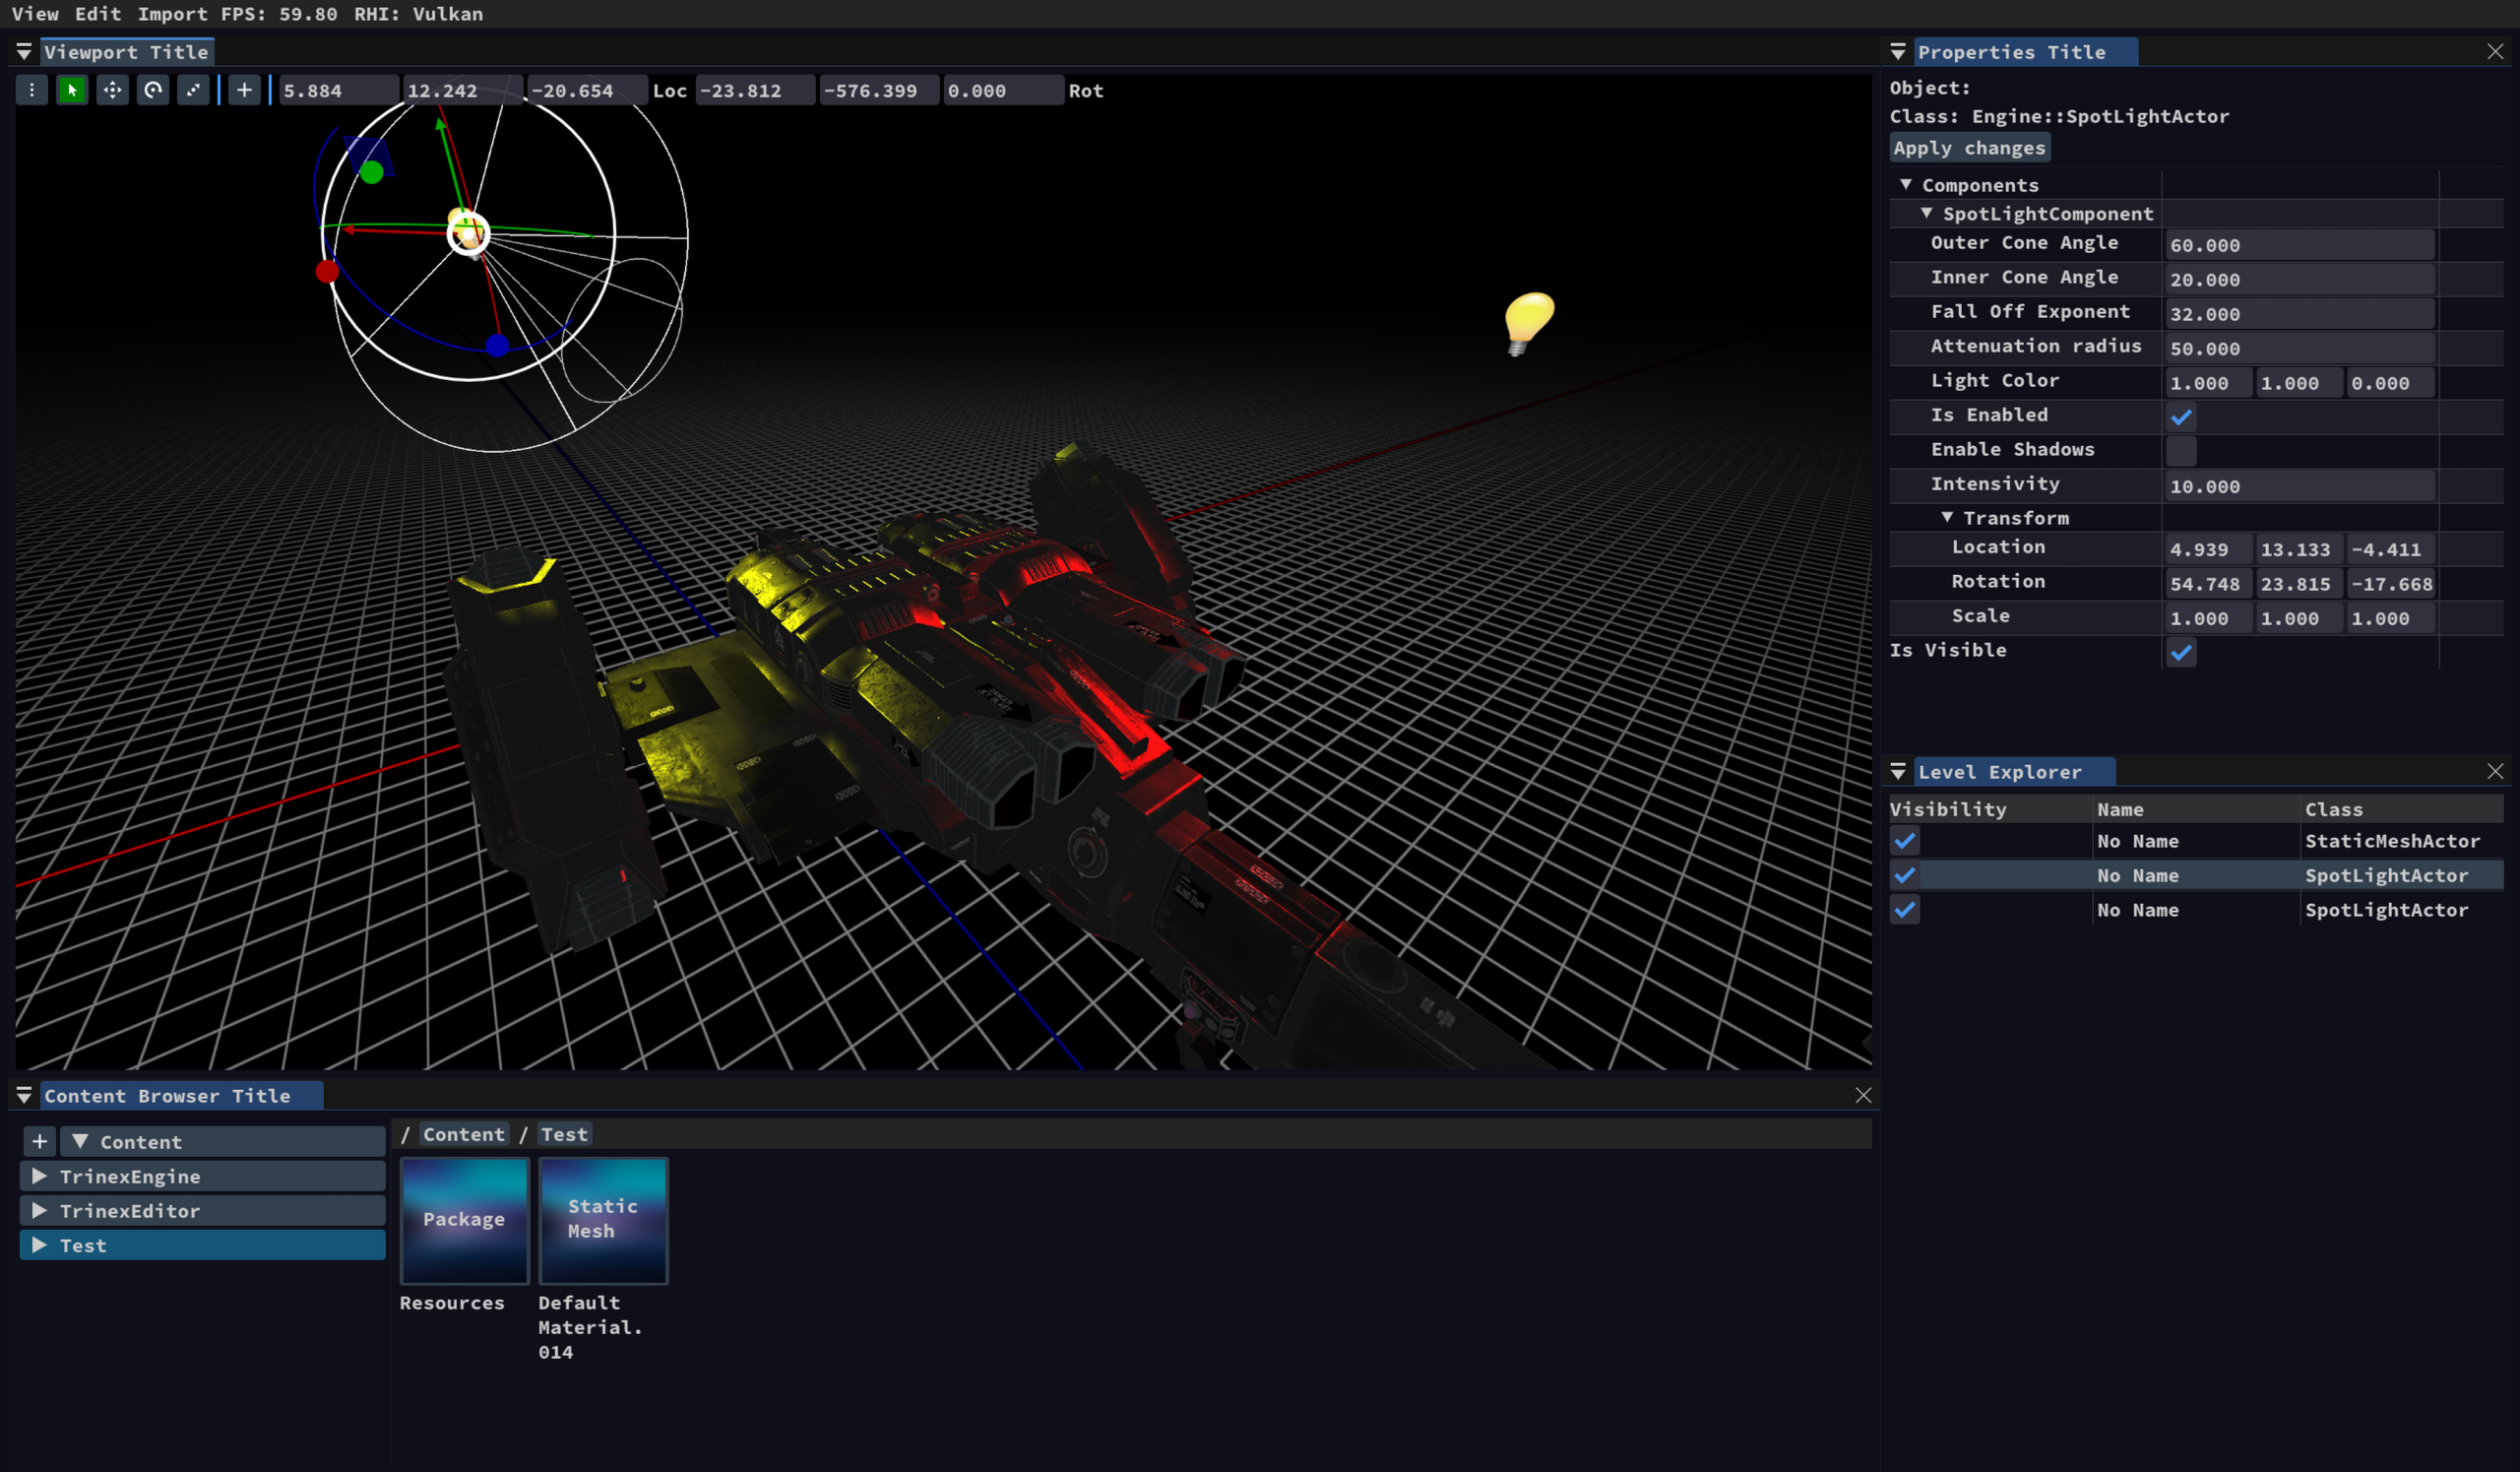 View Edit Import FPS: 59.80 RHI: Vulkan
Viewport Title
5.884 12.242 -20.654 Loc -23.812 -576.399 0.000 Rot
Properties Title
Object:
Class: Engine::SpotLightActor
Apply changes
Components
SpotLightComponent
Outer Cone Angle 60.000
Inner Cone Angle 20.000
Fall Off Exponent 32.000
Attenuation radius 50.000
Light Color 1.000 1.000 0.000
Is Enabled
Enable Shadows
Intensivity 10.000
Transform
Location 4.939 13.133 -4.411
Rotation 54.748 23.815 -17.668
Scale 1.000 1.000 1.000
Is Visible
Level Explorer
Visibility Name Class
No Name StaticMeshActor
No Name SpotLightActor
No Name SpotLightActor
Content Browser Title
+ Content
TrinexEngine
TrinexEditor
Test
/ Content / Test
Package
Static
Mesh
Resources
Default
Material.
014